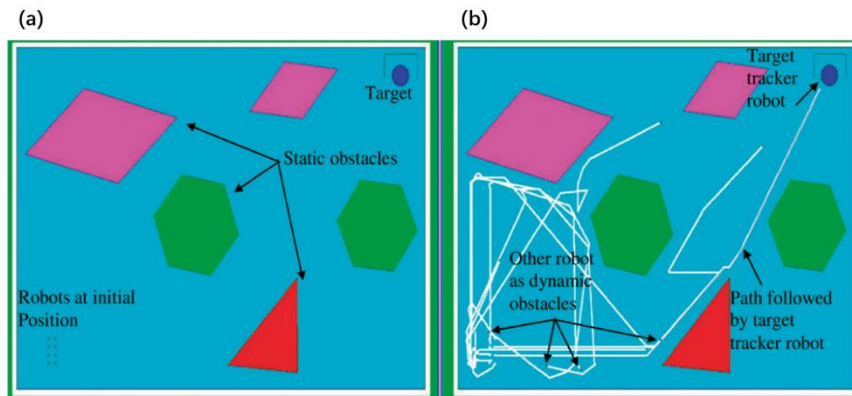 (a)
Target
Static obstacles
Robots at initial
Position
(b)
Target
tracker
robot
Other robot
as dynamic
obstacles
Path followed
by target
tracker robot